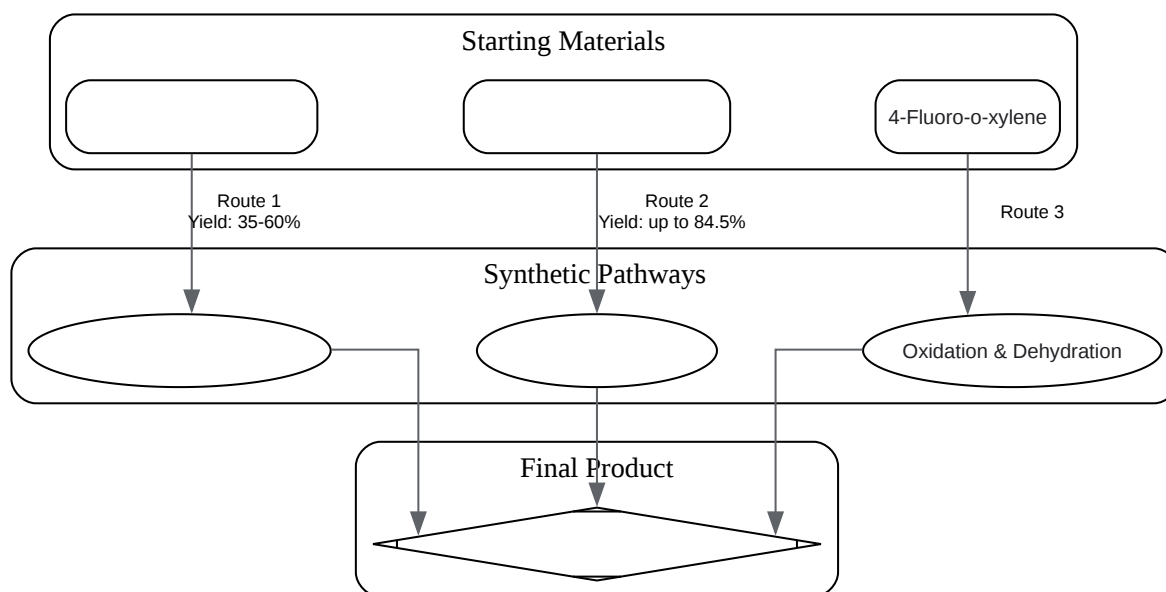 Starting Materials
4-Fluoro-o-xylene
Route 1
Yield: 35-60%
Route 2
Yield: up to 84.5%
Route 3
Synthetic Pathways
Oxidation & Dehydration
Final Product